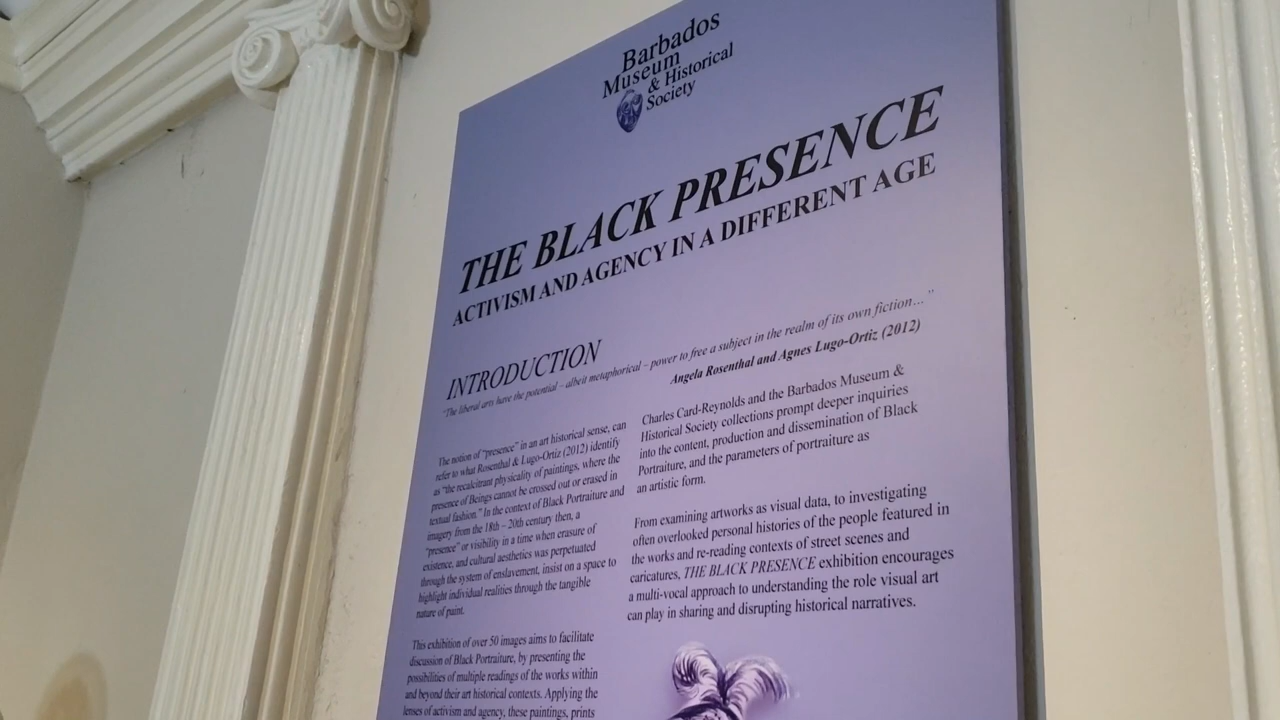 Barbados
Museum
& Historical
Society
THE BLACK PRESENCE
ACTIVISM AND AGENCY IN A DIFFERENT AGE
INTRODUCTION
"The liberal arts have the potential – albeit metaphorical – power to free a subject in the realm of its own fiction… "
Angela Rosenthal and Agnes Lugo-Ortiz (2012)
The notion of "presence" in an art historical sense, can
refer to what Rosenthal & Lugo-Ortiz (2012) identify
as "the recalcitrant physicality of paintings, where the
presence of Beings cannot be crossed out or erased in
textual fashion." In the context of Black Portraiture and
imagery from the 18th – 20th century then, a
"presence" or visibility in a time when erasure of
existence, and cultural aesthetics was perpetuated
through the system of enslavement, insist on a space to
highlight individual realities through the tangible
nature of paint.
This exhibition of over 50 images aims to facilitate
discussion of Black Portraiture, by presenting the
possibilities of multiple readings of the works within
and beyond their art historical contexts. Applying the
lenses of activism and agency, these paintings, prints
Charles Card-Reynolds and the Barbados Museum &
Historical Society collections prompt deeper inquiries
into the content, production and dissemination of Black
Portraiture, and the parameters of portraiture as
an artistic form.
From examining artworks as visual data, to investigating
often overlooked personal histories of the people featured in
the works and re-reading contexts of street scenes and
caricatures, THE BLACK PRESENCE exhibition encourages
a multi-vocal approach to understanding the role visual art
can play in sharing and disrupting historical narratives.